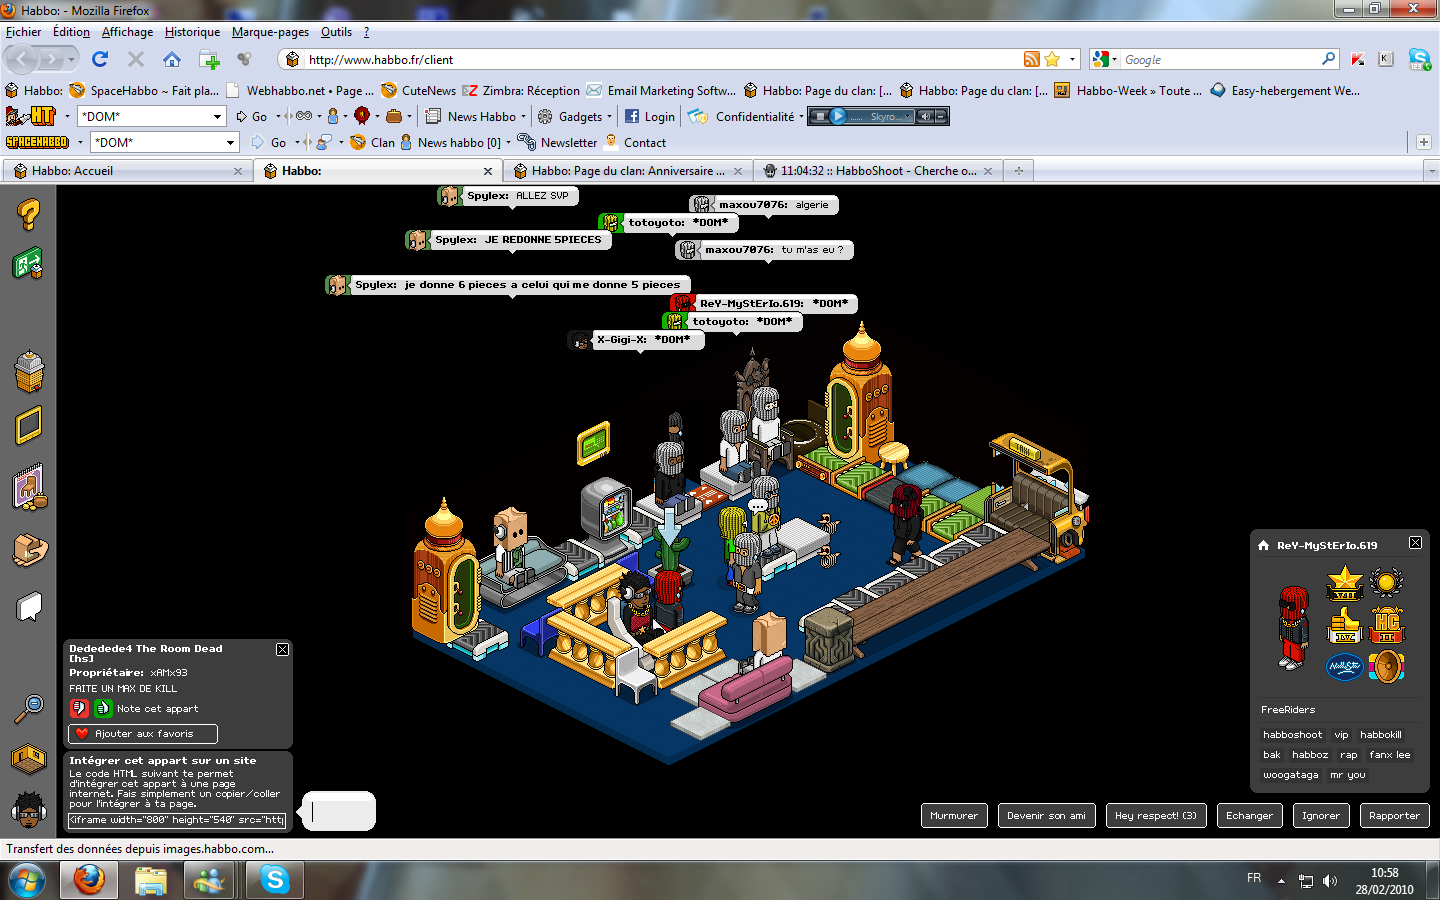 Habbo: - Mozilla Firefox
Fichier Édition Affichage Historique Marque-pages Outils ?
http://www.habbo.fr/client
Google
Habbo: SpaceHabbo ~ Fait pla... Webhabbo.net • Page ... CuteNews Zimbra: Réception Email Marketing Softw... Habbo: Page du clan: [... Habbo: Page du clan: [... Habbo-Week » Toute ... Easy-hebergement We...
HT *DOM* Go News Habbo Gadgets Login Confidentialité Skyro...
SPACEHABBO *DOM* Go Clan News habbo [0] Newsletter Contact
Habbo: Accueil
Habbo:
Habbo: Page du clan: Anniversaire ...
11:04:32 :: HabboShoot - Cherche o...
Spylex: ALLEZ SVP
maxou7076: algerie
totoyoto: *DOM*
Spylex: JE REDONNE 5PIECES
maxou7076: tu m'as eu ?
Spylex: je donne 6 pieces a celui qui me donne 5 pieces
ReY-MyStErIo.619: *DOM*
totoyoto: *DOM*
X-Gigi-X: *DOM*
TAXI
Dedede​de4 The Room Dead
[hs]
Propriétaire: xAMx93
FAITE UN MAX DE KILL
Note cet appart
Ajouter aux favoris
Intégrer cet appart sur un site
Le code HTML suivant te permet
d'intégrer cet appart à une page
internet. Fais simplement un copier/coller
pour l'intégrer à ta page.
<iframe width="800" height="540" src="http
ReY-MyStErIo.619
HC
FreeRiders
habboshoot vip habbokill
bak habboz rap fanx lee
woogataga mr you
Murmurer
Devenir son ami
Hey respect! (3)
Echanger
Ignorer
Rapporter
Transfert des données depuis images.habbo.com...
FR
10:58
28/02/2010